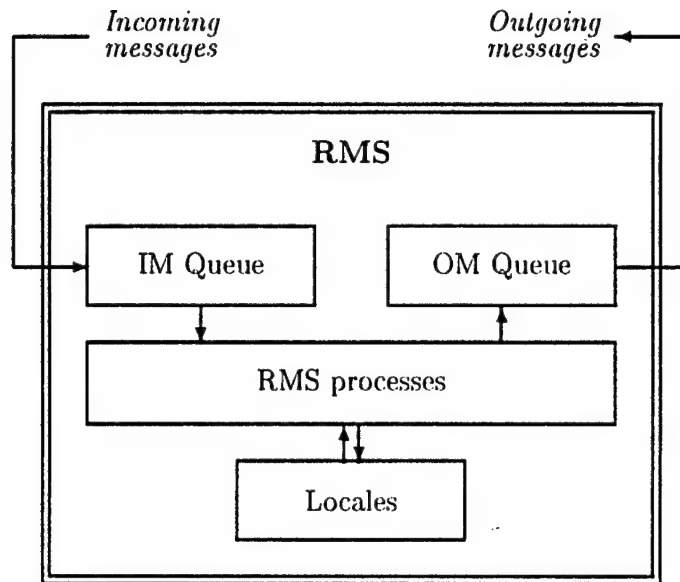 Incoming
messages
Outgoing
messages
RMS
IM Queue
OM Queue
RMS processes
Locales